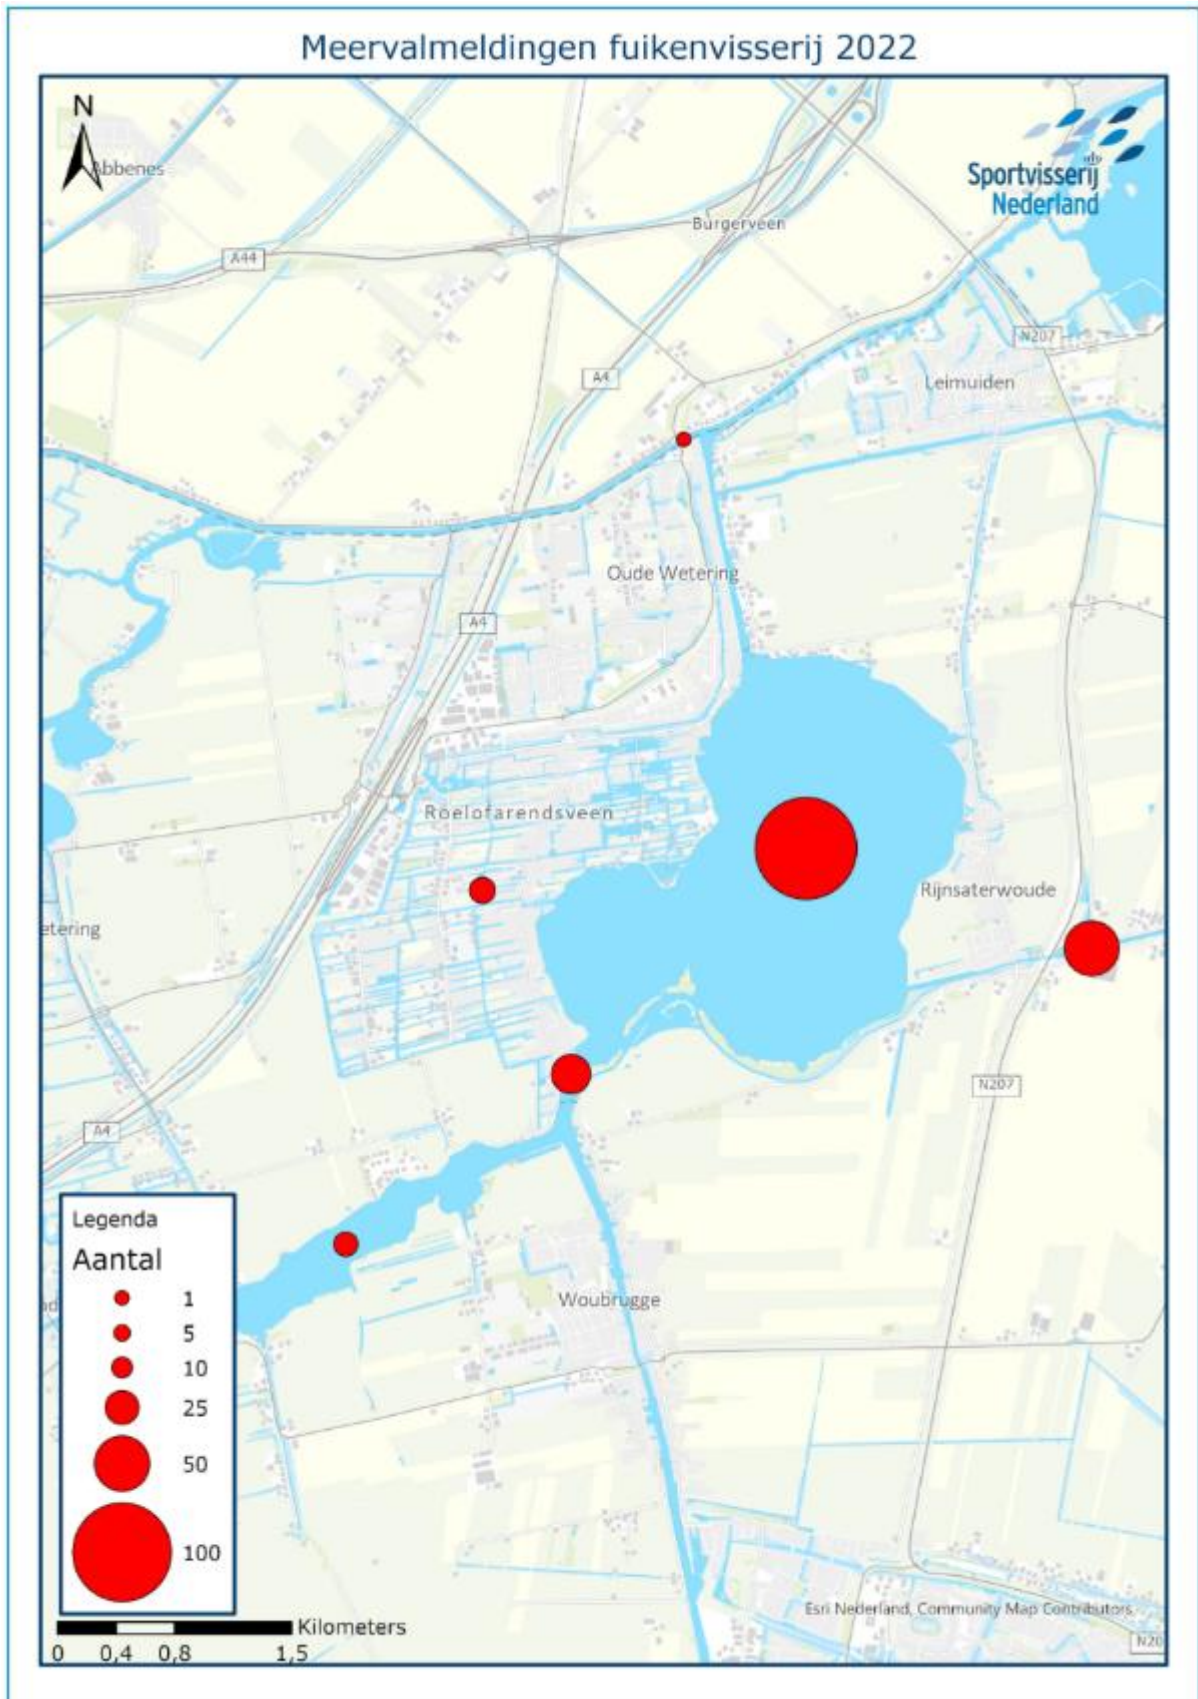 Meervalmeldingen fuikenvisserij 2022
N
Abbenes
Sportvisserij
Nederland
Burgerveen
A44
N207
A4
Leimuiden
Oude Wetering
A4
Roelofarendsveen
Rijnsaterwoude
etering
N207
A4
Legenda
Aantal
1
5
10
25
50
100
Woubrugge
Esri Nederland, Community Map Contributors
Kilometers
0 0,4 0,8 1,5
N20